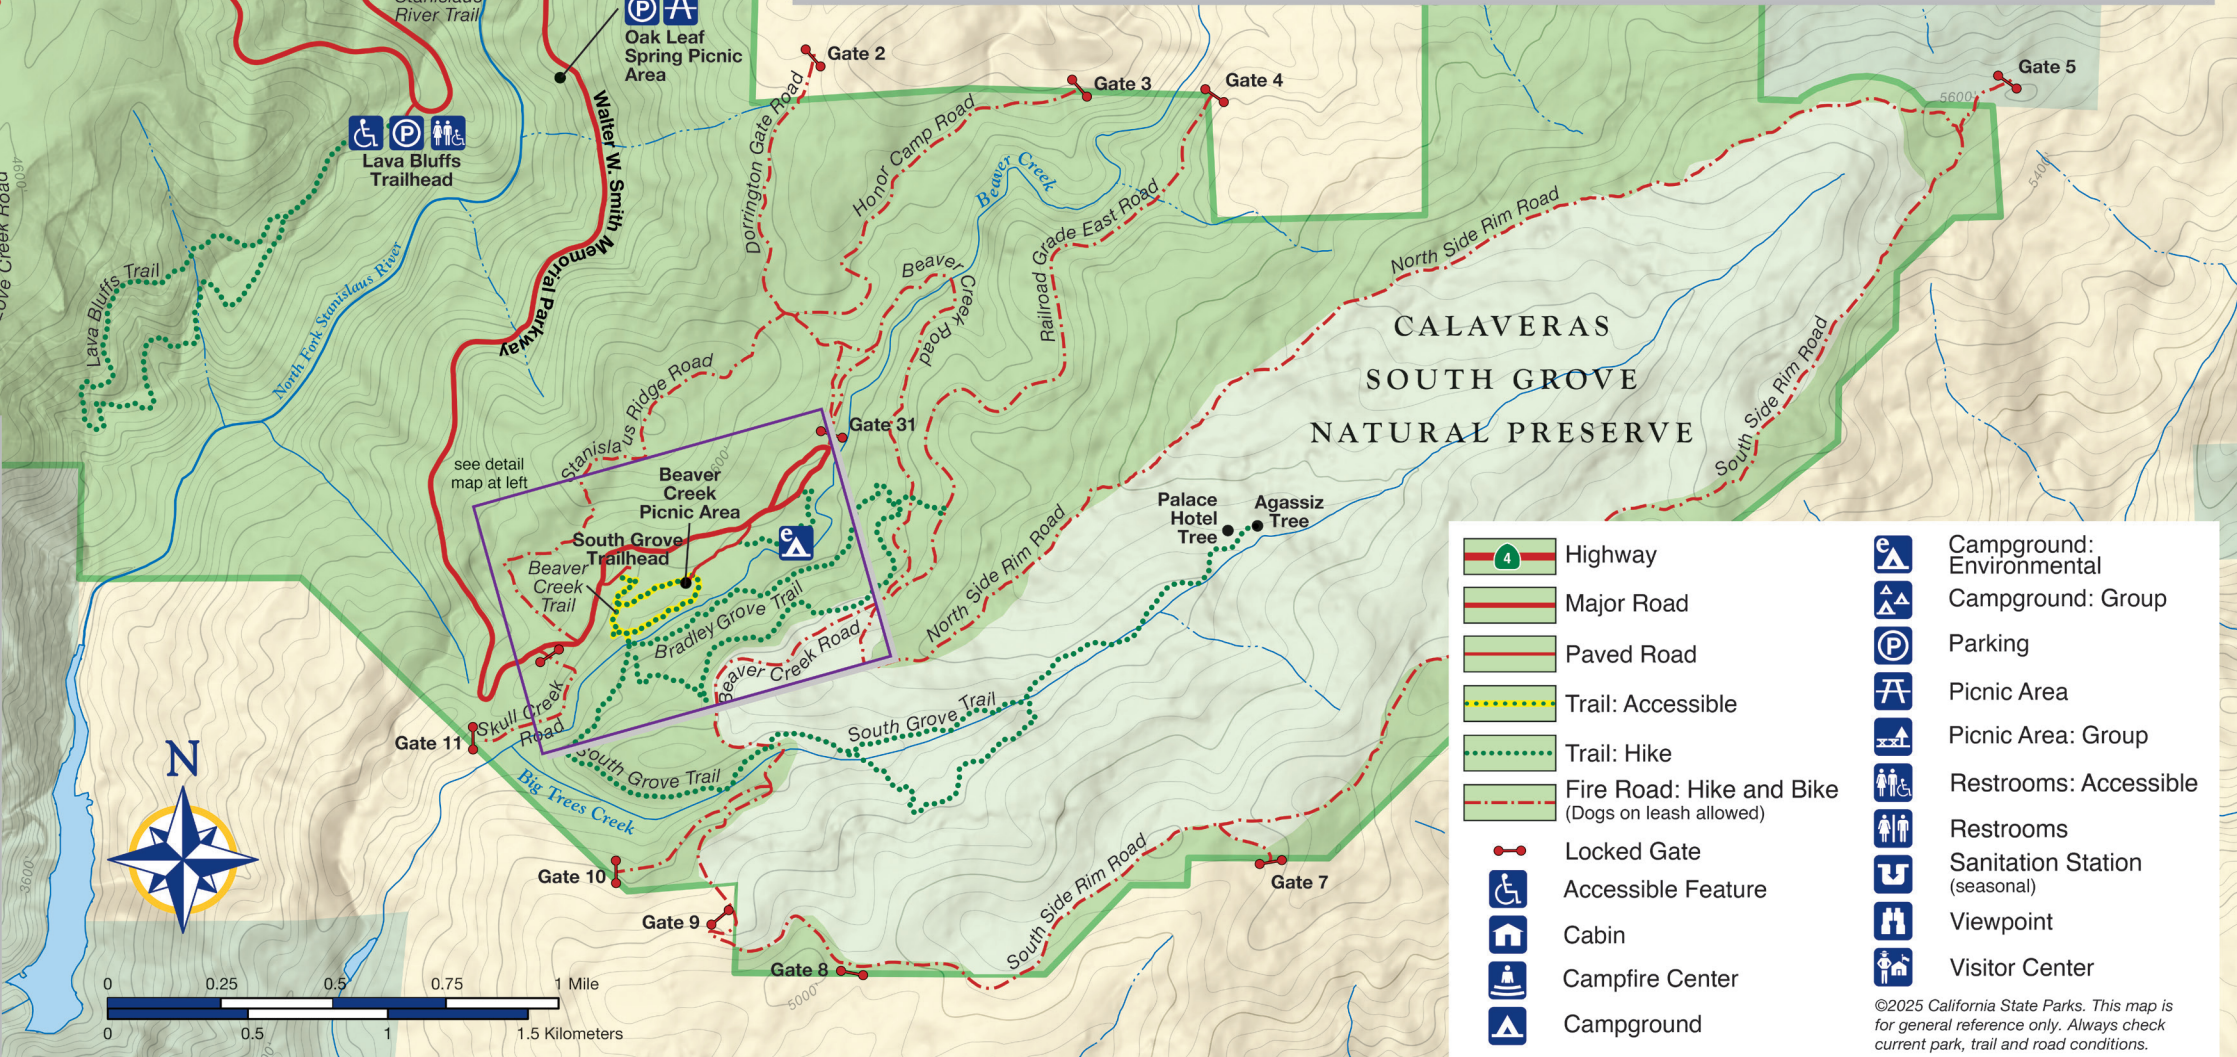 Stanislaus
River Trail
Oak Leaf
Spring Picnic
Area
Gate 2
Gate 3
Gate 4
Gate 5
5600
5400
4600
Lava Bluffs
Trailhead
Walter W. Smith Memorial Parkway
Dorrington Gate Road
Honor Camp Road
Beaver Creek
Railroad Grade East Road
North Side Rim Road
Lava Bluffs Trail
North Fork Stanislaus River
Beaver Creek Road
CALAVERAS
SOUTH GROVE
NATURAL PRESERVE
South Side Rim Road
Stanislaus Ridge Road
Gate 31
see detail
map at left
Beaver
Creek
Picnic Area
South Grove
Trailhead
Beaver
Creek
Trail
e
Bradley Grove Trail
Beaver Creek Road
North Side Rim Road
Palace
Hotel
Tree
Agassiz
Tree
South Grove Trail
Skull Creek
Road
Gate 11
South Grove Trail
Big Trees Creek
Gate 10
Gate 9
Gate 8
Gate 7
South Side Rim Road
5000
3600
N
0 0.25 0.5 0.75 1 Mile
0 0.5 1 1.5 Kilometers
4 Highway
Major Road
Paved Road
Trail: Accessible
Trail: Hike
Fire Road: Hike and Bike
(Dogs on leash allowed)
Locked Gate
Accessible Feature
Cabin
Campfire Center
Campground
e Campground:
Environmental
Campground: Group
P Parking
Picnic Area
Picnic Area: Group
Restrooms: Accessible
Restrooms
Sanitation Station
(seasonal)
Viewpoint
Visitor Center
©2025 California State Parks. This map is
for general reference only. Always check
current park, trail and road conditions.